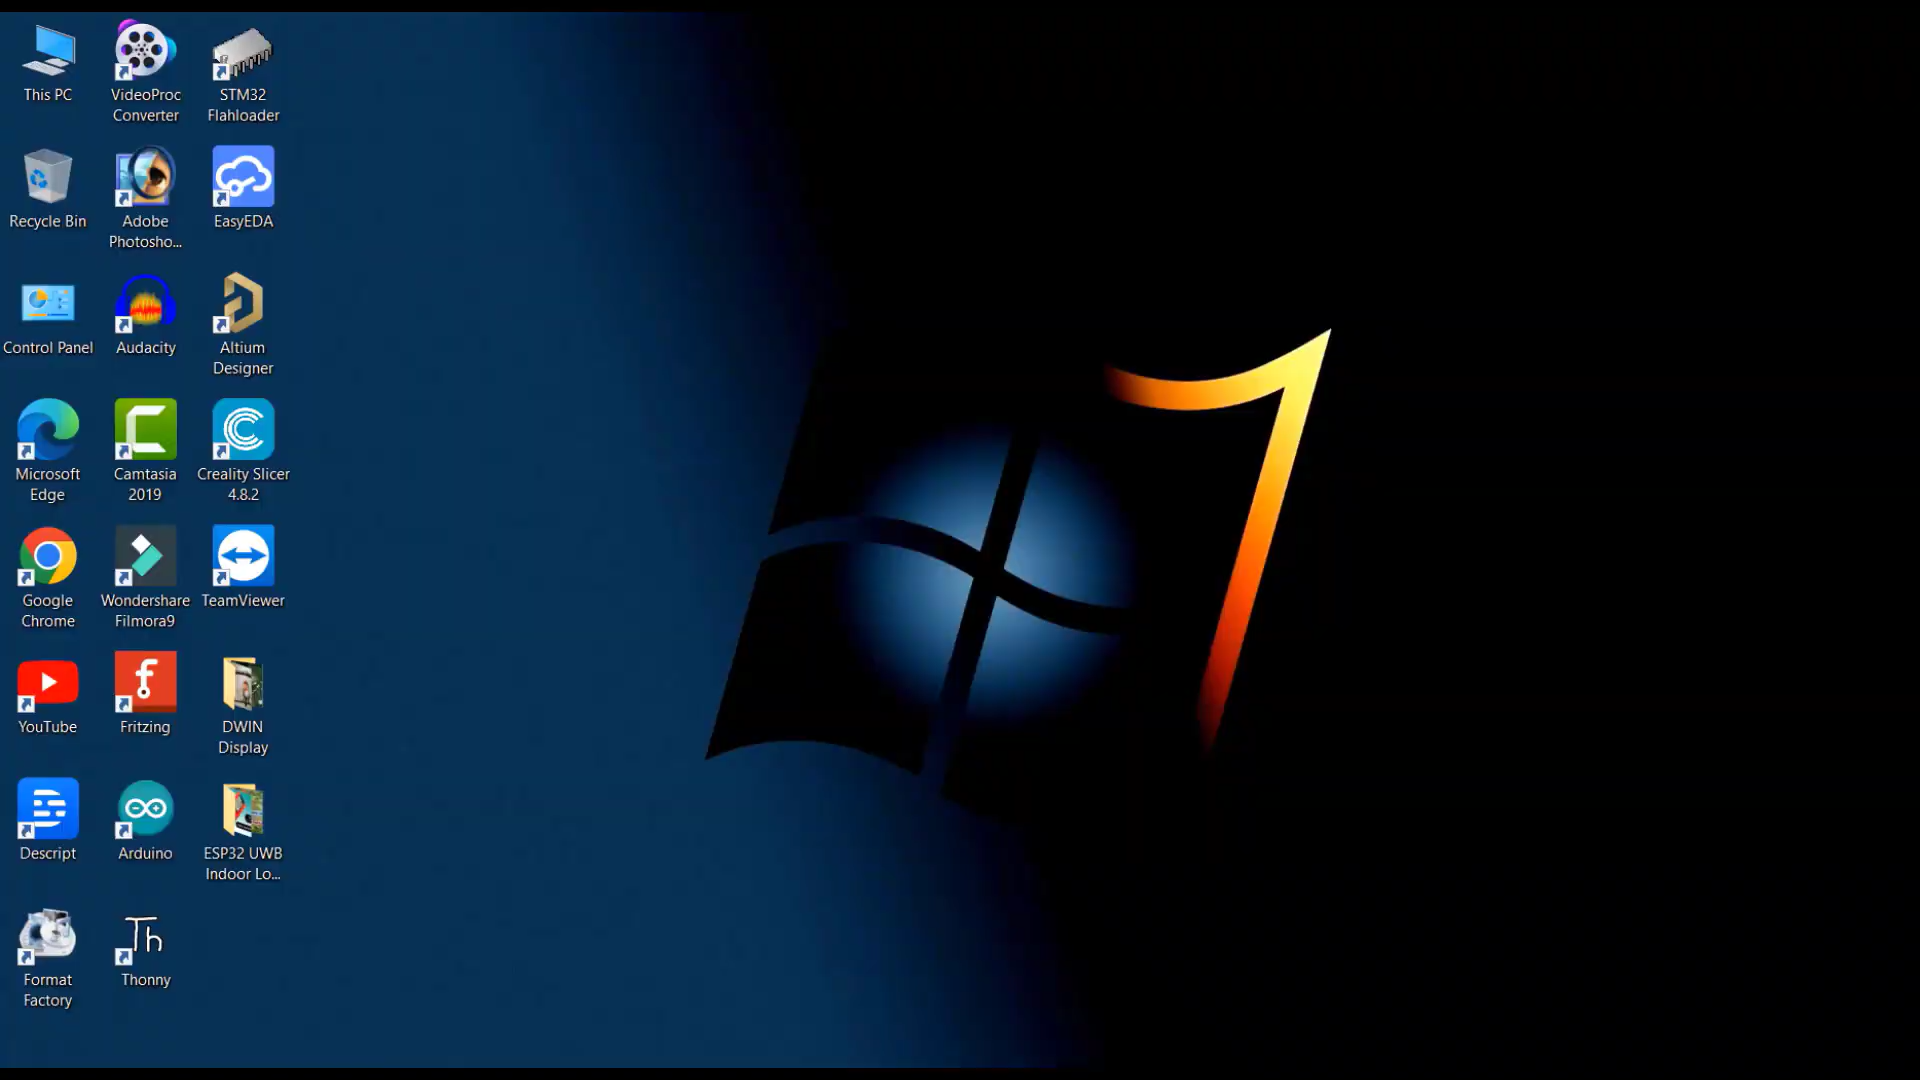 This PC
VideoProc
Converter
STM32
Flahloader
Recycle Bin
Adobe
Photosho...
EasyEDA
Control Panel
Audacity
Altium
Designer
Microsoft
Edge
Camtasia
2019
Creality Slicer
4.8.2
Google
Chrome
Wondershare
Filmora9
TeamViewer
YouTube
f
Fritzing
DWIN
Display
Descript
Arduino
ESP32 UWB
Indoor Lo...
Format
Factory
Th
Thonny